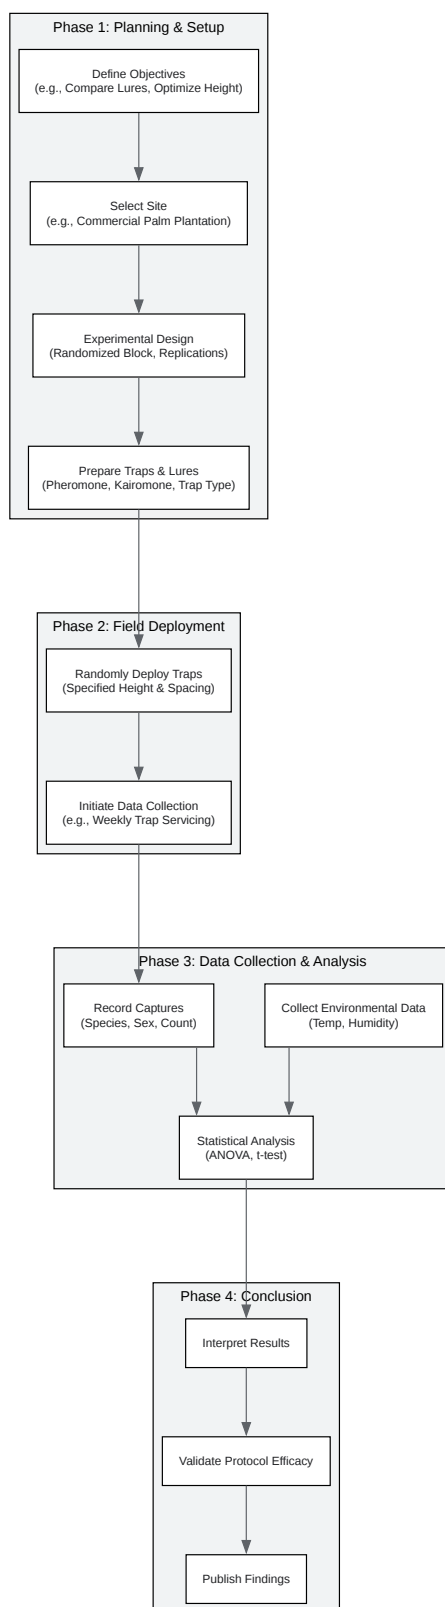 Phase 1: Planning & Setup
Define Objectives
(e.g., Compare Lures, Optimize Height)
Select Site
(e.g., Commercial Palm Plantation)
Experimental Design
(Randomized Block, Replications)
Prepare Traps & Lures
(Pheromone, Kairomone, Trap Type)
Phase 2: Field Deployment
Randomly Deploy Traps
(Specified Height & Spacing)
Initiate Data Collection
(e.g., Weekly Trap Servicing)
Phase 3: Data Collection & Analysis
Record Captures
(Species, Sex, Count)
Collect Environmental Data
(Temp, Humidity)
Statistical Analysis
(ANOVA, t-test)
Phase 4: Conclusion
Interpret Results
Validate Protocol Efficacy
Publish Findings